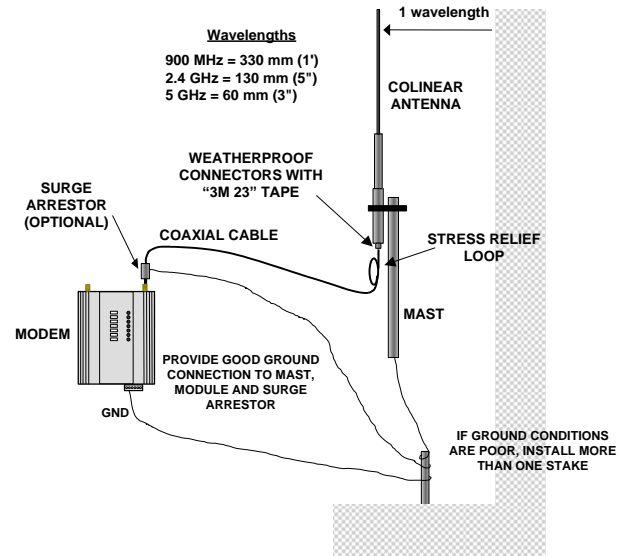 1 wavelength
Wavelengths
900 MHz = 330 mm (1')
2.4 GHz = 130 mm (5")
5 GHz = 60 mm (3")
COLINEAR
ANTENNA
WEATHERPROOF
CONNECTORS WITH
“3M 23” TAPE
SURGE
ARRESTOR
(OPTIONAL)
COAXIAL CABLE
STRESS RELIEF
LOOP
MODEM
MAST
PROVIDE GOOD GROUND
CONNECTION TO MAST,
MODULE AND SURGE
ARRESTOR
GND
IF GROUND CONDITIONS
ARE POOR, INSTALL MORE
THAN ONE STAKE